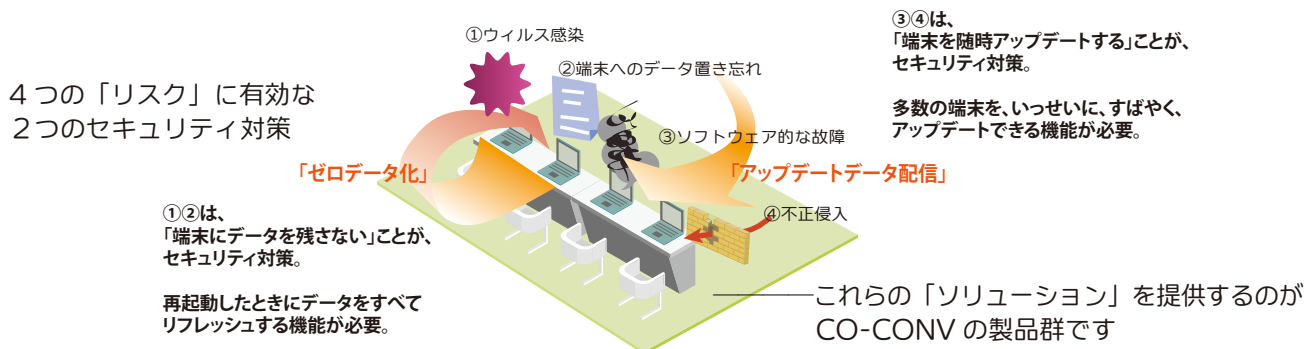 4つの「リスク」に有効な
2つのセキュリティ対策
①ウィルス感染
②端末へのデータ置き忘れ
③ソフトウェア的な故障
④不正侵入
「ゼロデータ化」
「アップデートデータ配信」
①②は、
「端末にデータを残さない」ことが、
セキュリティ対策。
再起動したときにデータをすべて
リフレッシュする機能が必要。
③④は、
「端末を随時アップデートする」ことが、
セキュリティ対策。
多数の端末を、いっせいに、すばやく、
アップデートできる機能が必要。
―――――これらの「ソリューション」を提供するのが
CO-CONV の製品群です